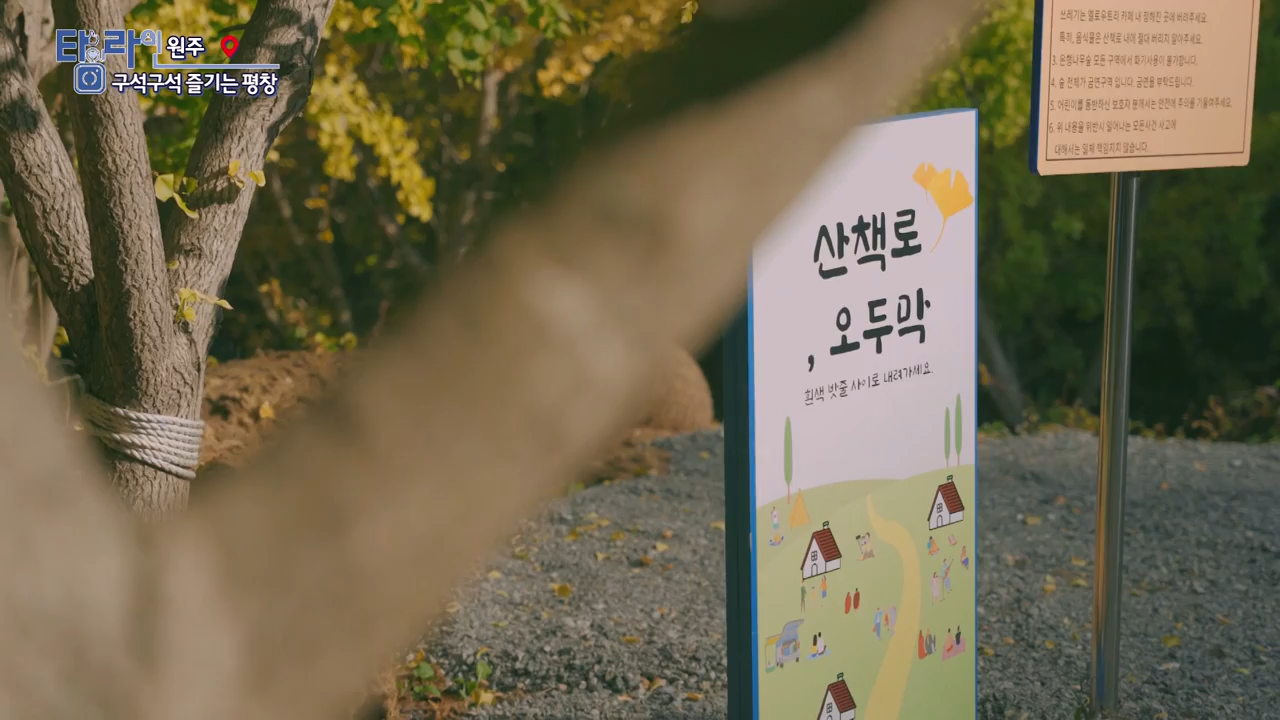 타라의 원주
구석구석 즐기는 평창
쓰레기는 옐로우트리 카페 내 정해진 곳에 버려주세요.
특히, 음식물은 산책로 내에 절대 버리지 말아주세요.
3. 은행나무숲 모든 구역에서 화기사용이 불가합니다.
4. 숲 전체가 금연구역 입니다. 금연을 부탁드립니다.
5. 어린이를 동반하신 보호자 분께서는 안전에 주의를 기울여주세요.
6. 위 내용을 위반시 일어나는 모든사건 사고에
대해서는 일체 책임지지 않습니다.
산책로
, 오두막
흰색 밧줄 사이로 내려가세요.